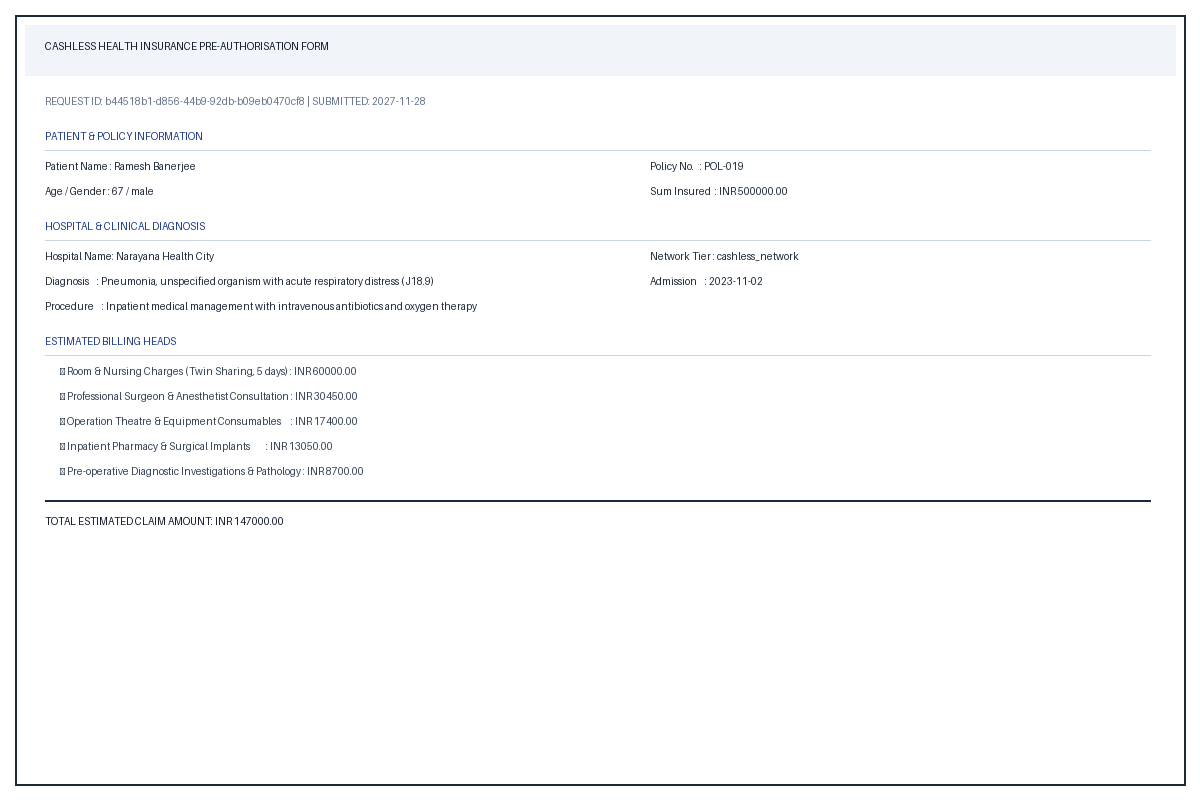 CASHLESS HEALTH INSURANCE PRE-AUTHORISATION FORM
REQUEST ID: b44518b1-d856-44b9-92db-b09eb0470cf8 | SUBMITTED: 2027-11-28
PATIENT & POLICY INFORMATION
Patient Name : Ramesh Banerjee Policy No. : POL-019
Age / Gender : 67 / male Sum Insured : INR 500000.00
HOSPITAL & CLINICAL DIAGNOSIS
Hospital Name: Narayana Health City Network Tier : cashless_network
Diagnosis : Pneumonia, unspecified organism with acute respiratory distress (J18.9) Admission : 2023-11-02
Procedure : Inpatient medical management with intravenous antibiotics and oxygen therapy
ESTIMATED BILLING HEADS
Room & Nursing Charges (Twin Sharing, 5 days) : INR 60000.00
Professional Surgeon & Anesthetist Consultation : INR 30450.00
Operation Theatre & Equipment Consumables : INR 17400.00
Inpatient Pharmacy & Surgical Implants : INR 13050.00
Pre-operative Diagnostic Investigations & Pathology : INR 8700.00
TOTAL ESTIMATED CLAIM AMOUNT: INR 147000.00